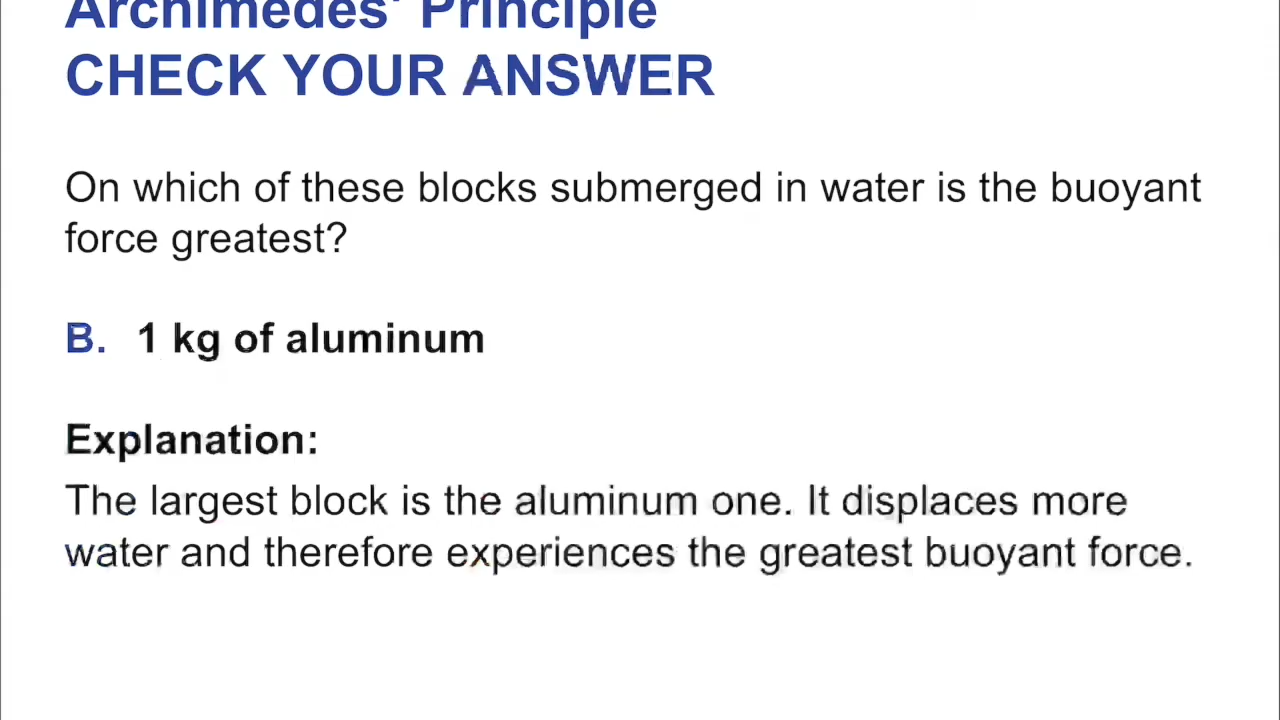 Archimedes' Principle
CHECK YOUR ANSWER
On which of these blocks submerged in water is the buoyant
force greatest?
B. 1 kg of aluminum
Explanation:
The largest block is the aluminum one. It displaces more
water and therefore experiences the greatest buoyant force.